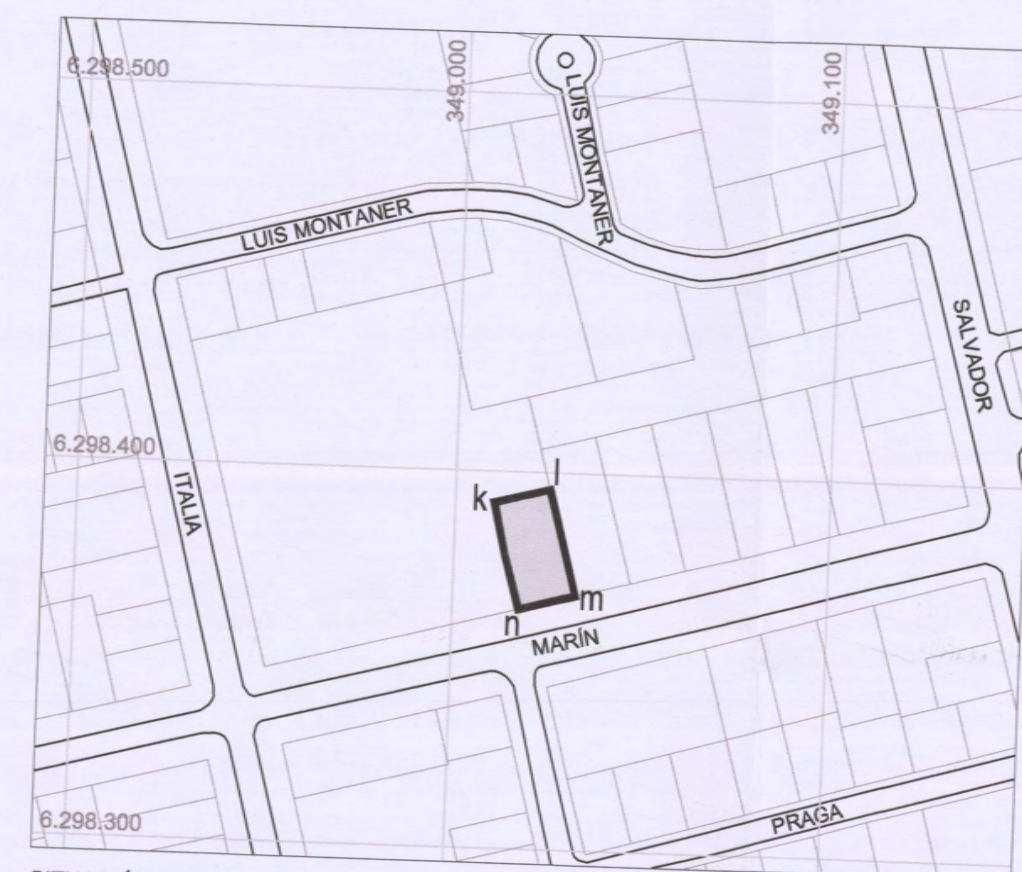 6.298.500
349.000
LUIS MONTANER
349.100
LUIS MONTANER
SALVADOR
6.298.400
ITALIA
k
l
m
n
MARÍN
PRAGA
6.298.300